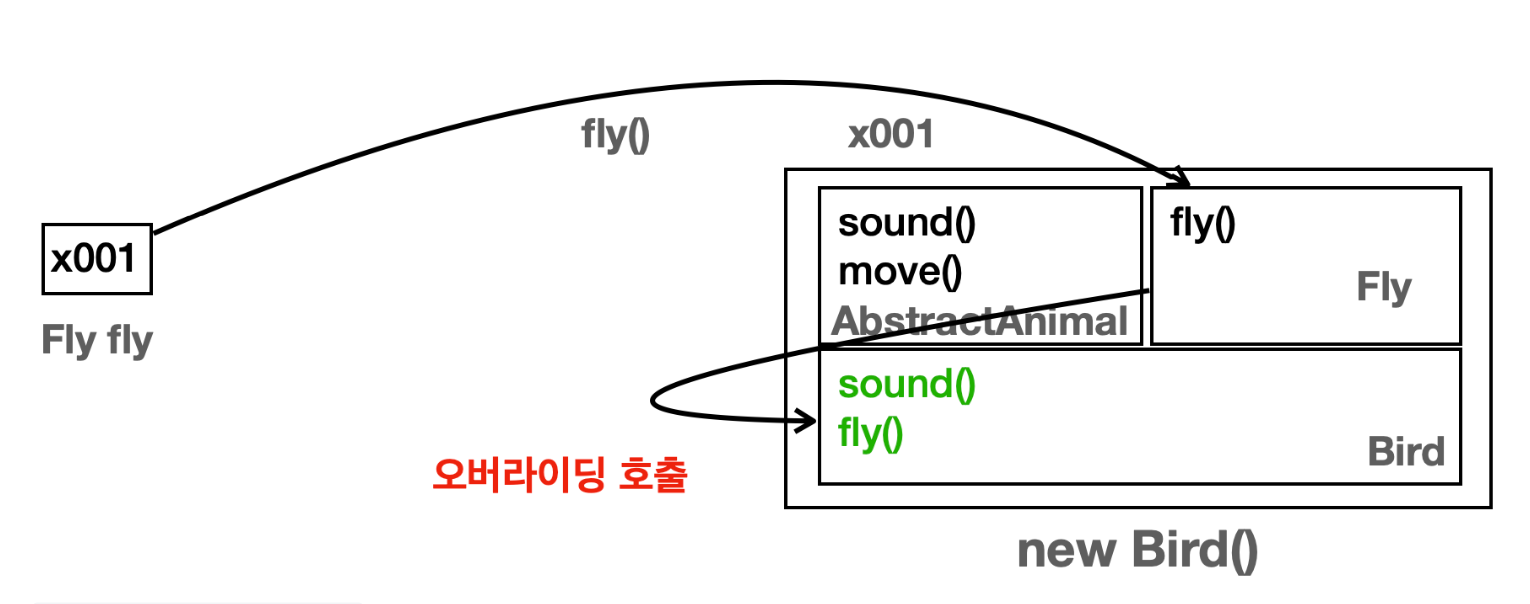 fly()
x001
x001
Fly fly
sound()
move()
AbstractAnimal
fly()
Fly
sound()
fly()
Bird
오버라이딩 호출
new Bird()